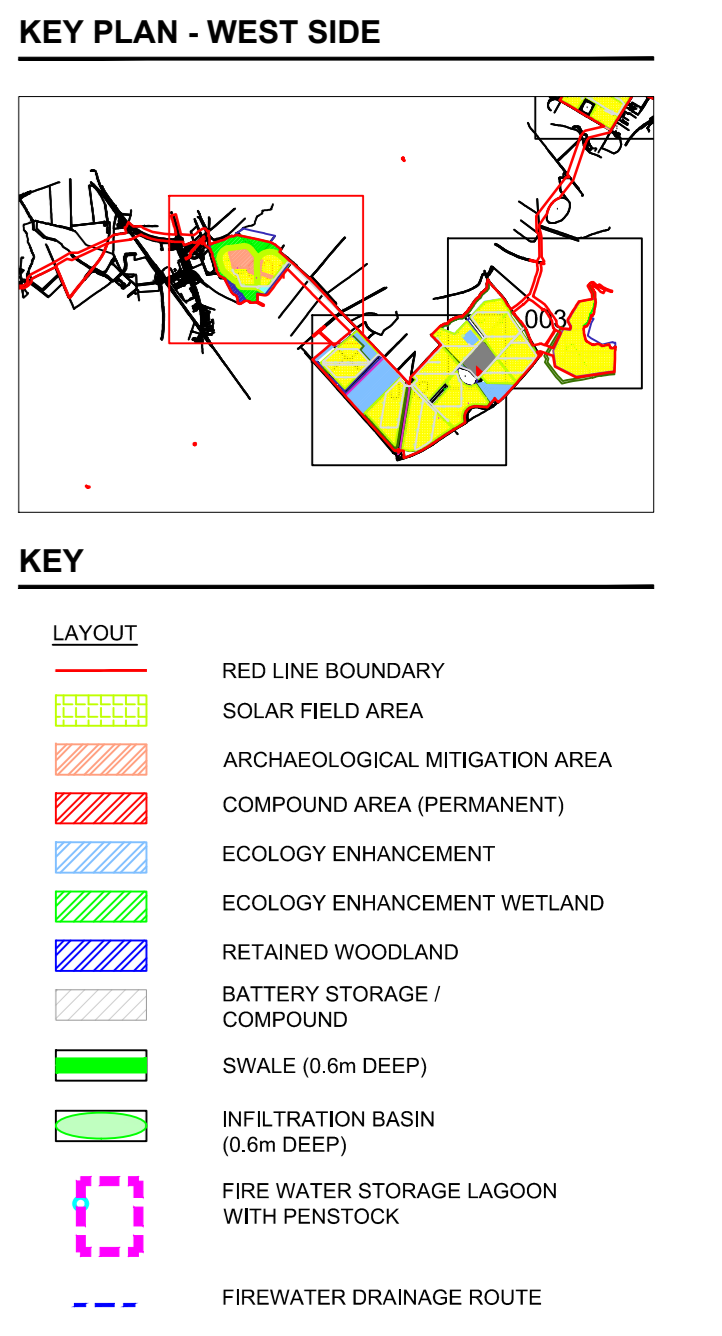 KEY PLAN - WEST SIDE
003
KEY
LAYOUT
RED LINE BOUNDARY
SOLAR FIELD AREA
ARCHAEOLOGICAL MITIGATION AREA
COMPOUND AREA (PERMANENT)
ECOLOGY ENHANCEMENT
ECOLOGY ENHANCEMENT WETLAND
RETAINED WOODLAND
BATTERY STORAGE /
COMPOUND
SWALE (0.6m DEEP)
INFILTRATION BASIN
(0.6m DEEP)
FIRE WATER STORAGE LAGOON
WITH PENSTOCK
FIREWATER DRAINAGE ROUTE